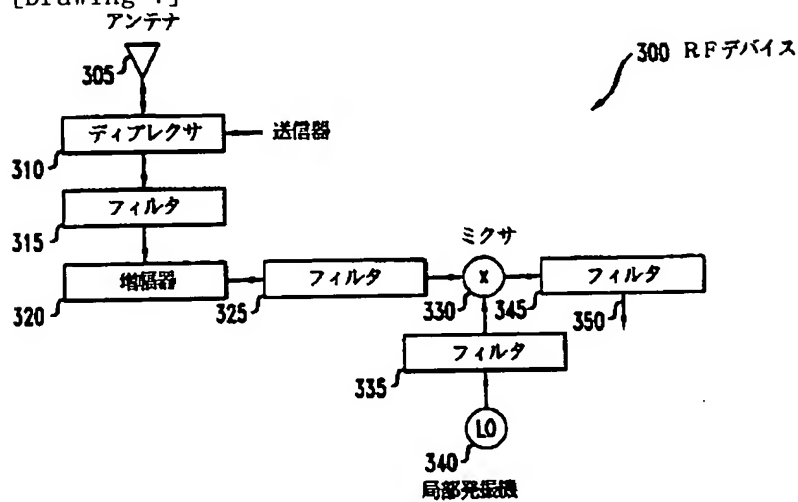 [Drawing 4]
アンテナ
305
300 RFデバイス
ディプレクサ
送信器
310
フィルタ
315
ミクサ
増幅器
フィルタ
X
フィルタ
320
325
330
345
350
フィルタ
335
LO
340
局部発振機